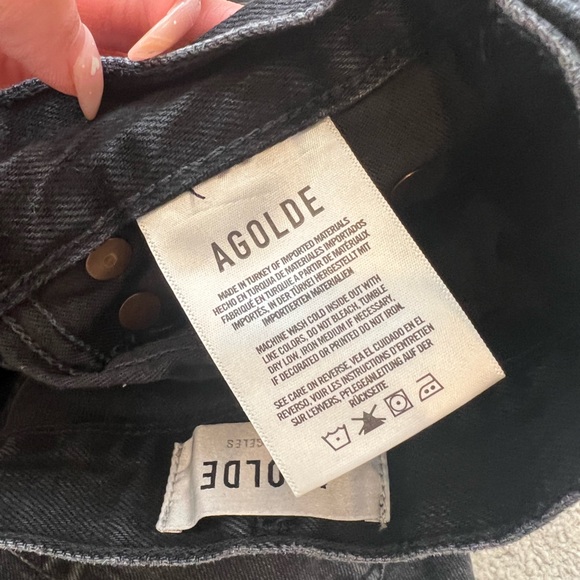 AGOLDE
MADE IN TURKEY OF IMPORTED MATERIALS
HECHO EN TURQUIA DE MATERIALES IMPORTADOS
FABRIQUÉ EN TURQUIE A PARTIR DE MATÉRIAUX
IMPORTÉS, IN DER TÜRKEI HERGESTELLT MIT
IMPORTIERTEN MATERIALIEN
MACHINE WASH COLD INSIDE OUT WITH
LIKE COLORS, DO NOT BLEACH, TUMBLE
DRY LOW, IRON MEDIUM IF NECESSARY.
IF DECORATED OR PRINTED DO NOT IRON.
SEE CARE ON REVERSE, VEA EL CUIDADO EN EL
REVERSO, VOIR LES INSTRUCTIONS D'ENTRETIEN
SUR L'ENVERS, PFLEGEANLEITUNG AUF DER
RÜCKSEITE
OLDE
GELES